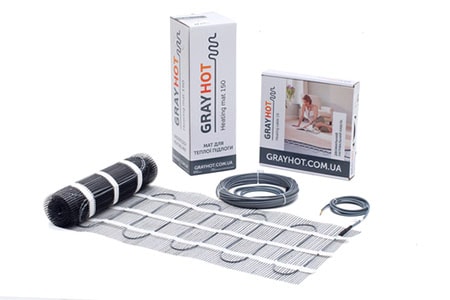 GRAYHOT
Heating mat 150
МАТ ДЛЯ
ТЕПЛОЇ ПІДЛОГИ
GRAYHOT.COM.UA
GRAYHOT
GRAYHOT.COM.UA